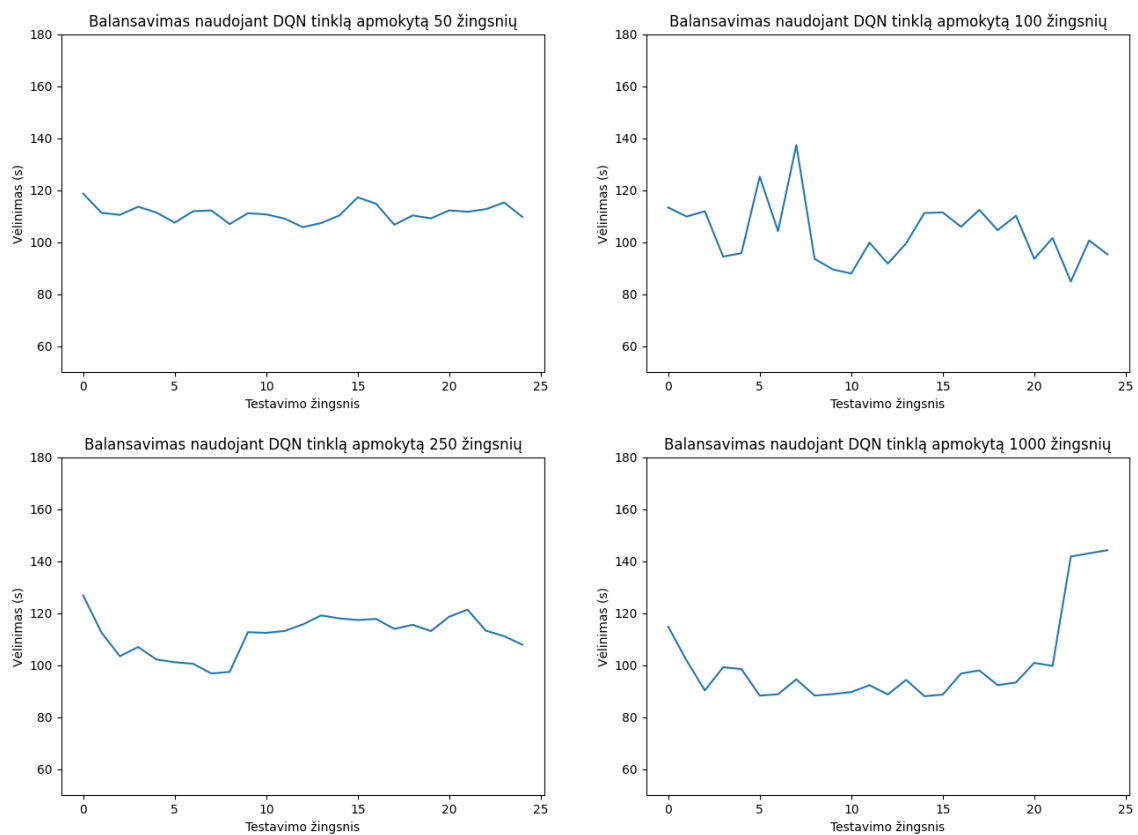 Balansavimas naudojant DQN tinklą apmokytą 50 žingsnių
180
160
140
120
100
80
60
Vėlinimas (s)
0 5 10 15 20 25
Testavimo žingsnis
Balansavimas naudojant DQN tinklą apmokytą 100 žingsnių
180
160
140
120
100
80
60
Vėlinimas (s)
0 5 10 15 20 25
Testavimo žingsnis
Balansavimas naudojant DQN tinklą apmokytą 250 žingsnių
180
160
140
120
100
80
60
Vėlinimas (s)
0 5 10 15 20 25
Testavimo žingsnis
Balansavimas naudojant DQN tinklą apmokytą 1000 žingsnių
180
160
140
120
100
80
60
Vėlinimas (s)
0 5 10 15 20 25
Testavimo žingsnis